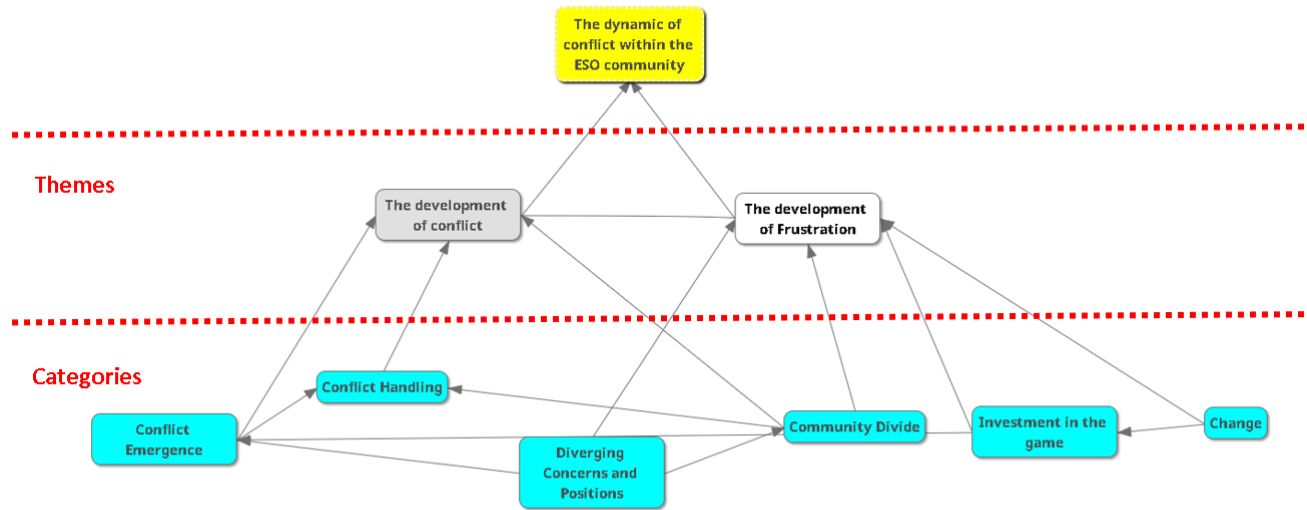 The dynamic of
conflict within the
ESO community
Themes
The development
of conflict
The development
of Frustration
Categories
Conflict Handling
Conflict
Emergence
Diverging
Concerns and
Positions
Community Divide
Investment in the
game
Change